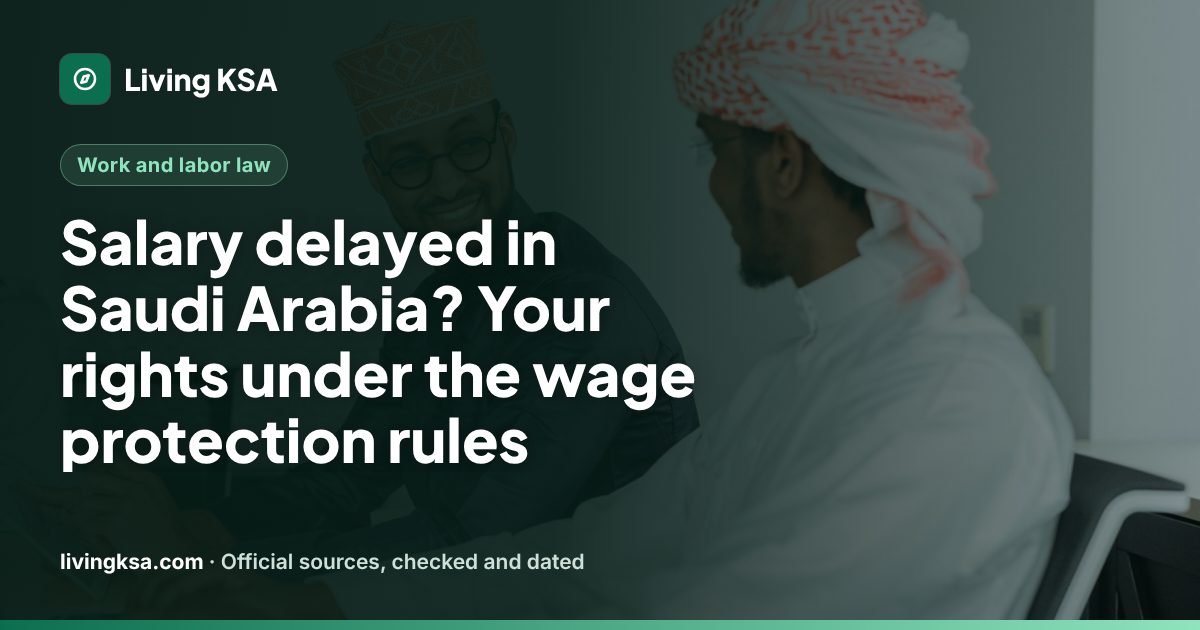 Living KSA
Work and labor law
Salary delayed in
Saudi Arabia? Your
rights under the wage
protection rules
livingksa.com · Official sources, checked and dated